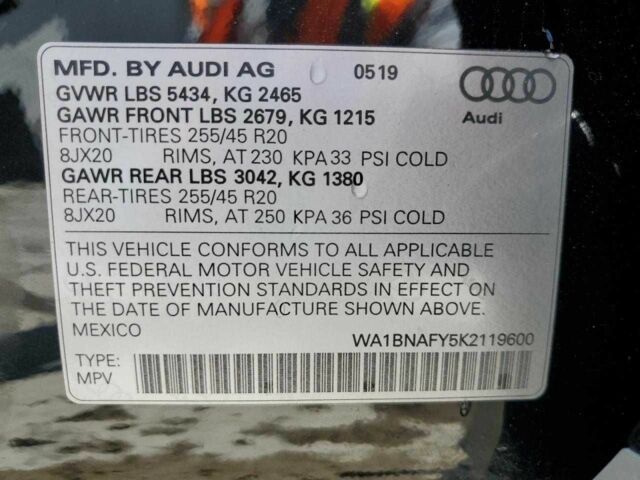 MFD. BY AUDI AG 0519
GVWR LBS 5434, KG 2465
GAWR FRONT LBS 2679, KG 1215
Audi
FRONT-TIRES 255/45 R20
8JX20 RIMS, AT 230 KPA 33 PSI COLD
GAWR REAR LBS 3042, KG 1380
REAR-TIRES 255/45 R20
8JX20 RIMS, AT 250 KPA 36 PSI COLD
THIS VEHICLE CONFORMS TO ALL APPLICABLE
U.S. FEDERAL MOTOR VEHICLE SAFETY AND
THEFT PREVENTION STANDARDS IN EFFECT ON
THE DATE OF MANUFACTURE SHOWN ABOVE.
MEXICO WA1BNAFY5K2119600
TYPE:
MPV